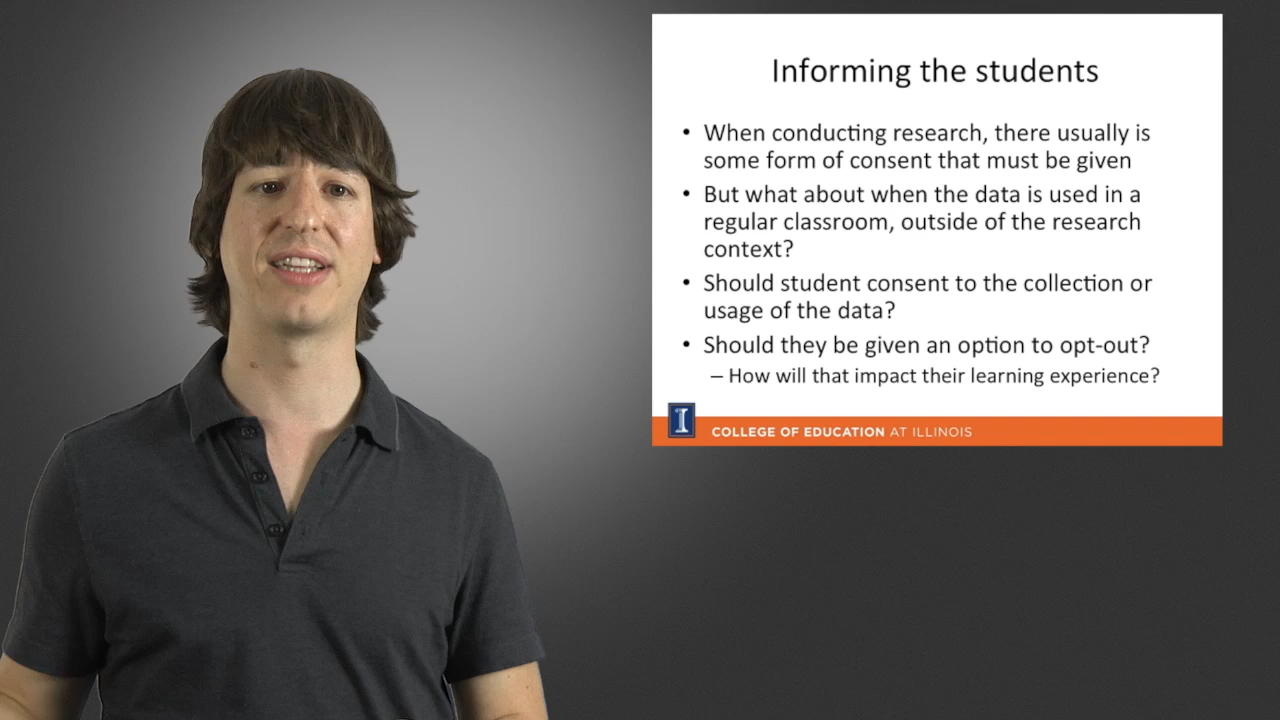 Informing the students
• When conducting research, there usually is
some form of consent that must be given
• But what about when the data is used in a
regular classroom, outside of the research
context?
• Should student consent to the collection or
usage of the data?
• Should they be given an option to opt-out?
– How will that impact their learning experience?
I
COLLEGE OF EDUCATION AT ILLINOIS